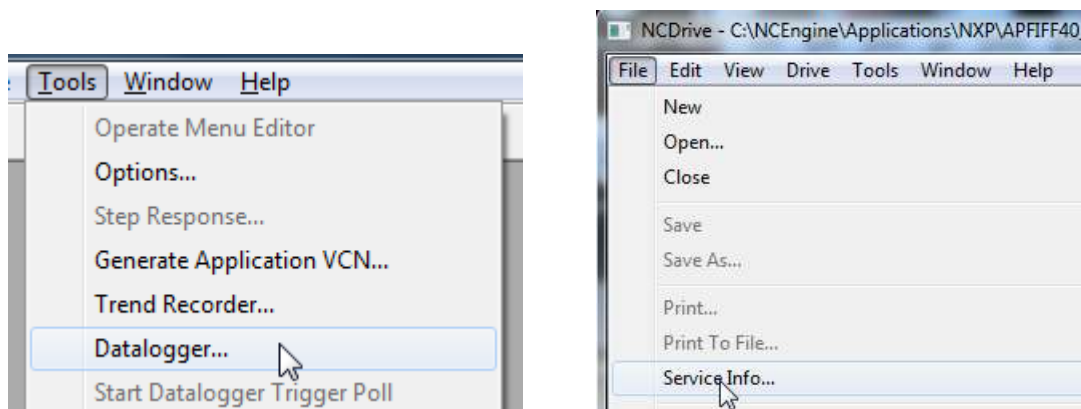 Tools Window Help
Operate Menu Editor
Options...
Step Response...
Generate Application VCN...
Trend Recorder...
Datalogger...
Start Datalogger Trigger Poll
NCDrive - C:\NCEngine\Applications\NXP\APFIFF40
File Edit View Drive Tools Window Help
New
Open...
Close
Save
Save As...
Print...
Print To File...
Service Info...